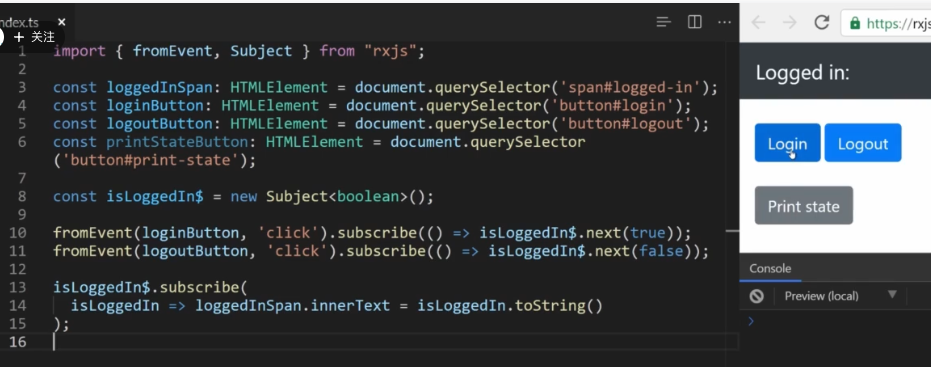 ndex.ts ×
+ 关注
https://rxjs
1 import { fromEvent, Subject } from "rxjs";
2
3 const loggedInSpan: HTMLElement = document.querySelector('span#logged-in');
4 const loginButton: HTMLElement = document.querySelector('button#login');
5 const logoutButton: HTMLElement = document.querySelector('button#logout');
6 const printStateButton: HTMLElement = document.querySelector
('button#print-state');
7
8 const isLoggedIn$ = new Subject<boolean>();
9
10 fromEvent(loginButton, 'click').subscribe(() => isLoggedIn$.next(true));
11 fromEvent(logoutButton, 'click').subscribe(() => isLoggedIn$.next(false));
12
13 isLoggedIn$.subscribe(
14 isLoggedIn => loggedInSpan.innerText = isLoggedIn.toString()
15 );
16
Logged in:
Login Logout
Print state
Console
Preview (local)